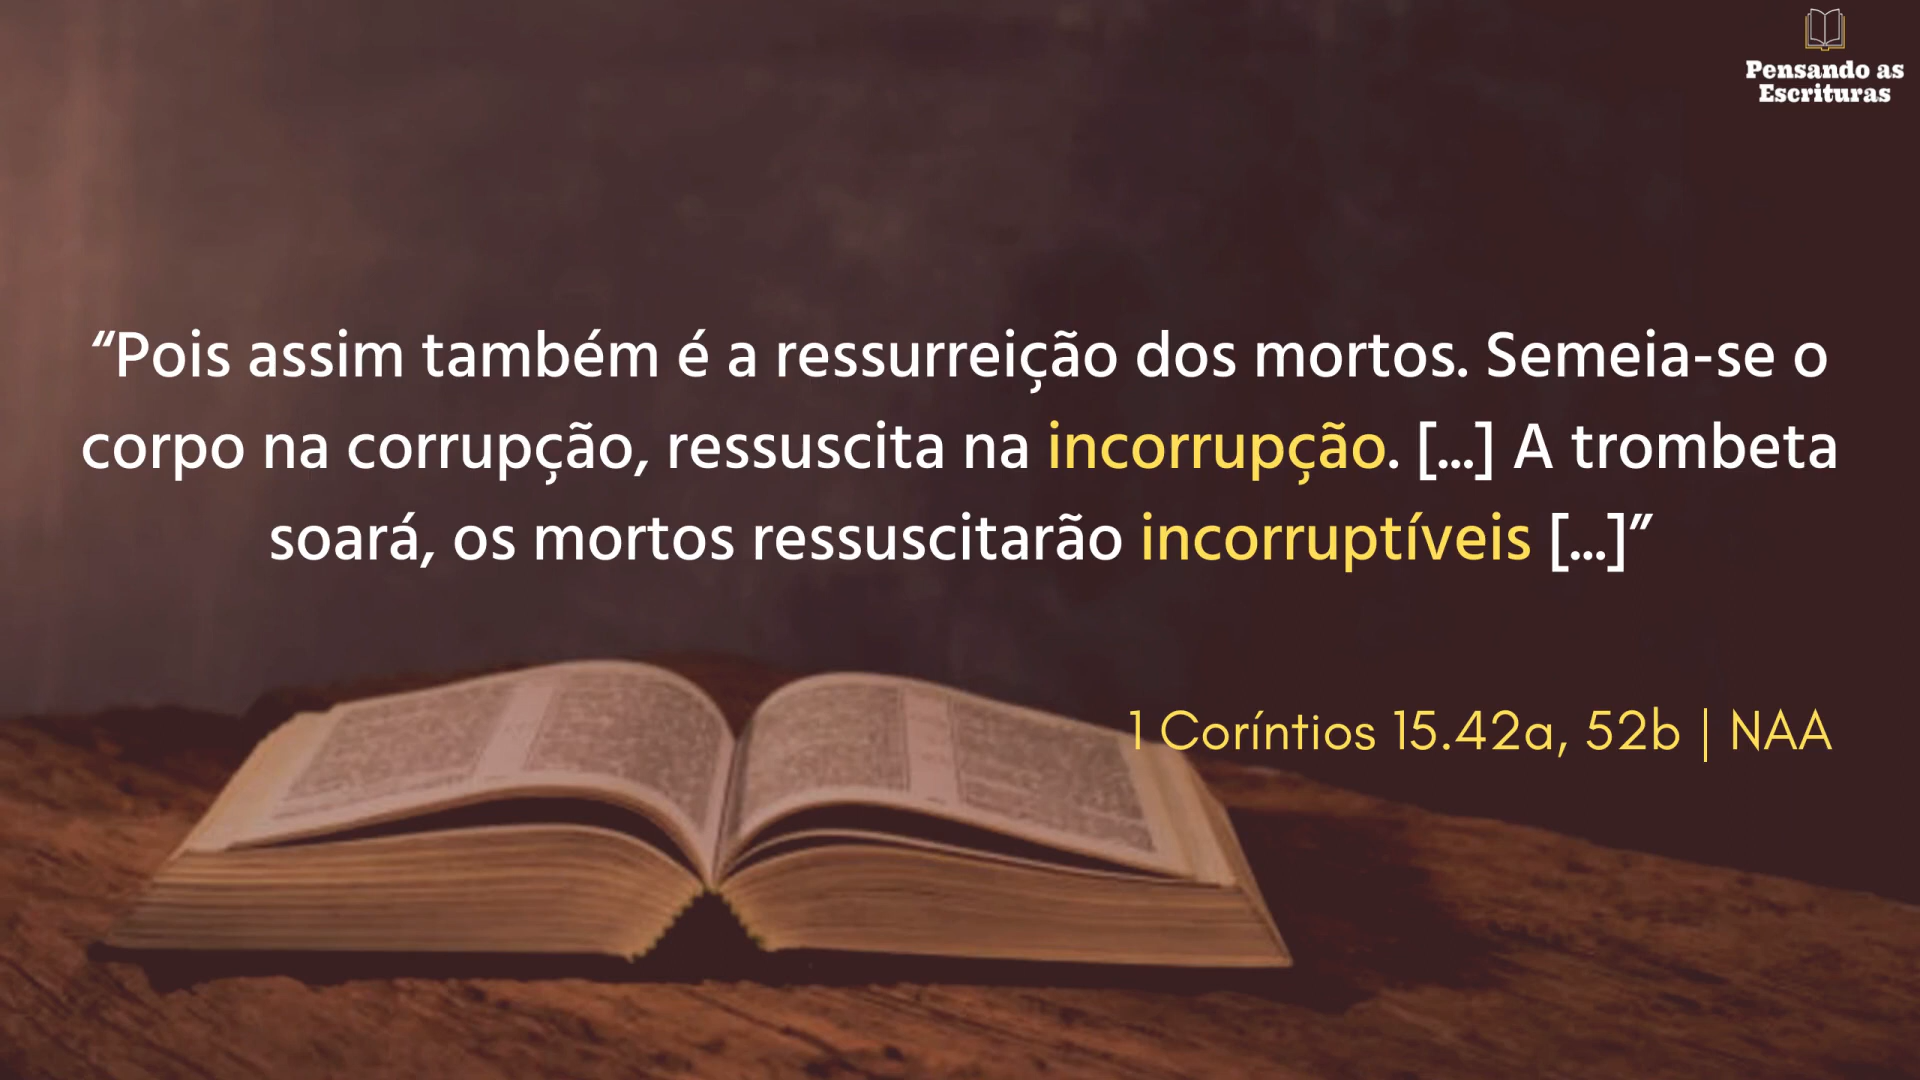 Pensando as
Escrituras
“Pois assim também é a ressurreição dos mortos. Semeia-se o
corpo na corrupção, ressuscita na incorrupção. [...] A trombeta
soará, os mortos ressuscitarão incorruptíveis [...]”
1 Coríntios 15.42a, 52b | NAA